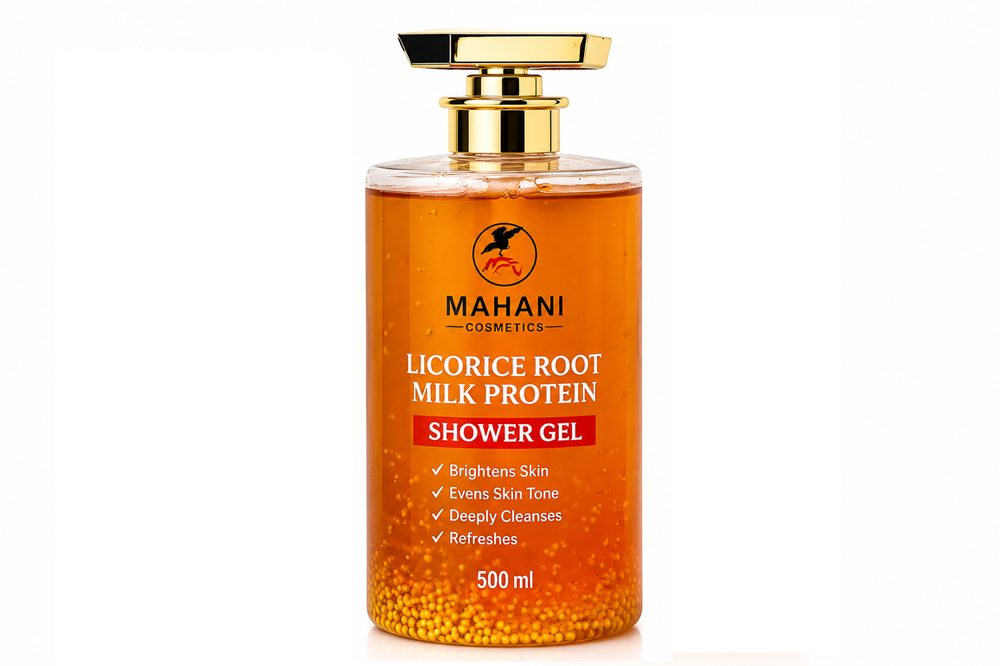 MAHANI
COSMETICS
LICORICE ROOT
MILK PROTEIN
SHOWER GEL
✓ Brightens Skin
✓ Evens Skin Tone
✓ Deeply Cleanses
✓ Refreshes
500 ml